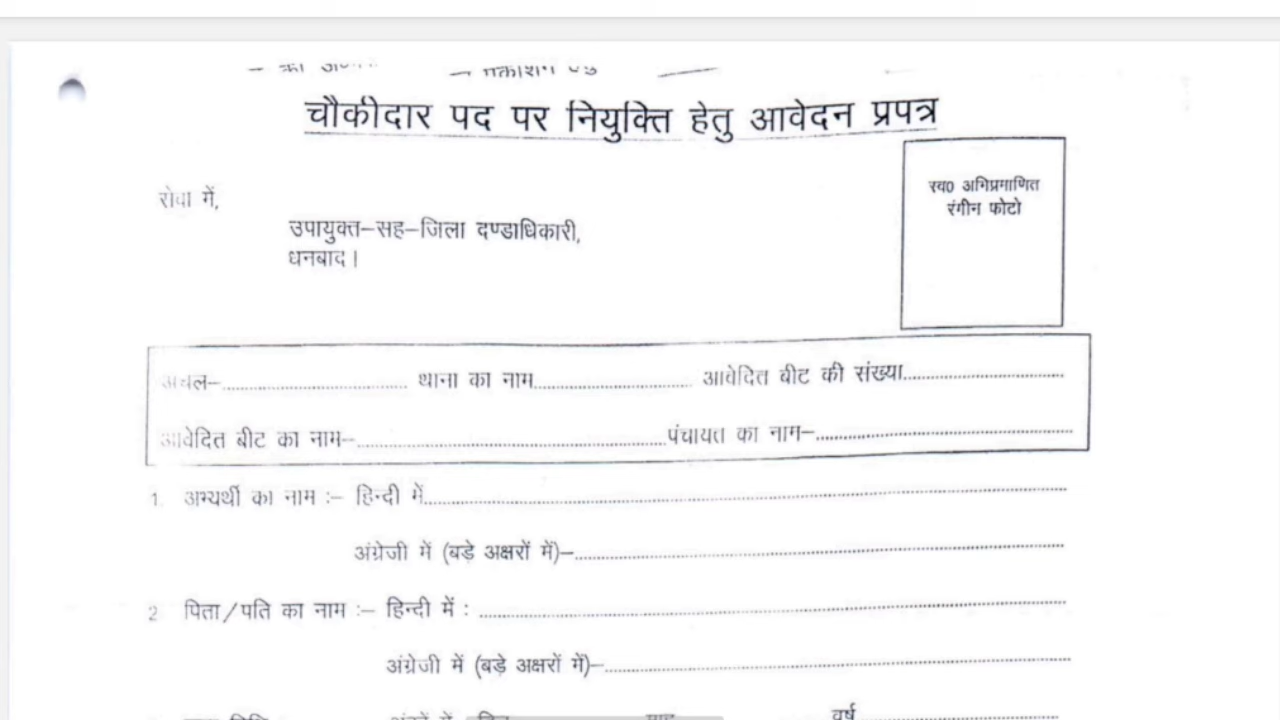 चौकीदार पद पर नियुक्ति हेतु आवेदन प्रपत्र
स्व0 अभिप्रमाणित
रंगीन फोटो
सेवा में,
उपायुक्त–सह–जिला दण्डाधिकारी,
धनबाद।
अंचल–.............................. थाना का नाम.............................. आवेदित बीट की संख्या..............................
आवेदित बीट का नाम–.............................. पंचायत का नाम–..............................
1. अभ्यर्थी का नाम :– हिन्दी में..............................
अंग्रेजी में (बड़े अक्षरों में)–..............................
2. पिता/पति का नाम :– हिन्दी में : ..............................
अंग्रेजी में (बड़े अक्षरों में)–..............................
वर्ष..............................